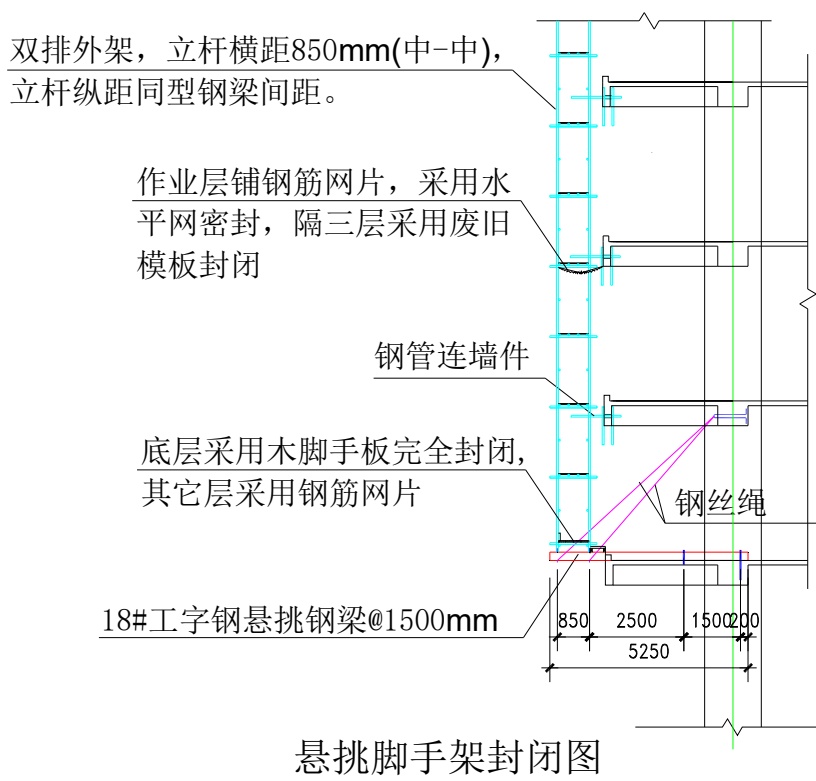 双排外架，立杆横距850mm(中-中)，
立杆纵距同型钢梁间距。
作业层铺钢筋网片，采用水
平网密封，隔三层采用废旧
模板封闭
钢管连墙件
底层采用木脚手板完全封闭,
其它层采用钢筋网片
钢丝绳
18#工字钢悬挑钢梁@1500mm
850 2500 1500 200
5250
悬挑脚手架封闭图